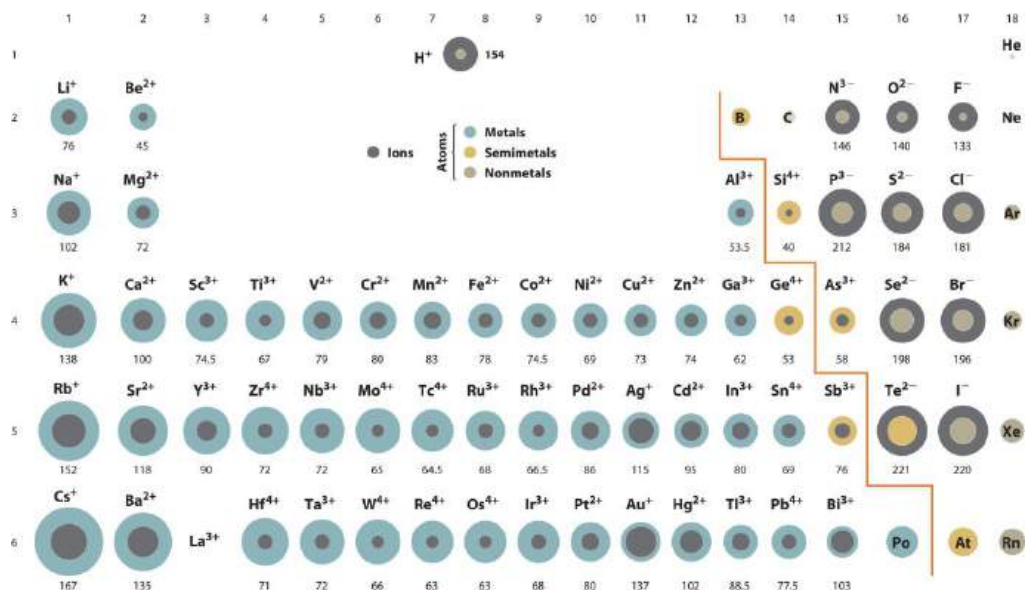 1 2 3 4 5 6 7 8 9 10 11 12 13 14 15 16 17 18
1 H⁺ 154 He
Li⁺ Be²⁺ N³⁻ O²⁻ F⁻
2 B C Ne
76 45 146 140 133
Ions
Atoms
Metals
Semimetals
Nonmetals
Na⁺ Mg²⁺ Al³⁺ Si⁴⁺ P³⁻ S²⁻ Cl⁻
3 Ar
102 72 53.5 40 212 184 181
K⁺ Ca²⁺ Sc³⁺ Ti³⁺ V²⁺ Cr²⁺ Mn²⁺ Fe²⁺ Co²⁺ Ni²⁺ Cu²⁺ Zn²⁺ Ga³⁺ Ge⁴⁺ As³⁺ Se²⁻ Br⁻
4 Kr
138 100 74.5 67 79 80 83 78 74.5 69 73 74 62 53 58 198 196
Rb⁺ Sr²⁺ Y³⁺ Zr⁴⁺ Nb³⁺ Mo⁴⁺ Tc⁴⁺ Ru³⁺ Rh³⁺ Pd²⁺ Ag⁺ Cd²⁺ In³⁺ Sn⁴⁺ Sb³⁺ Te²⁻ I⁻
5 Xe
152 118 90 72 72 65 64.5 68 66.5 86 115 95 80 69 76 221 220
Cs⁺ Ba²⁺ Hf⁴⁺ Ta³⁺ W⁴⁺ Re⁴⁺ Os⁴⁺ Ir³⁺ Pt²⁺ Au⁺ Hg²⁺ Tl³⁺ Pb⁴⁺ Bi³⁺
6 La³⁺ Po At Rn
167 135 71 72 66 63 63 68 80 137 102 88.5 77.5 103